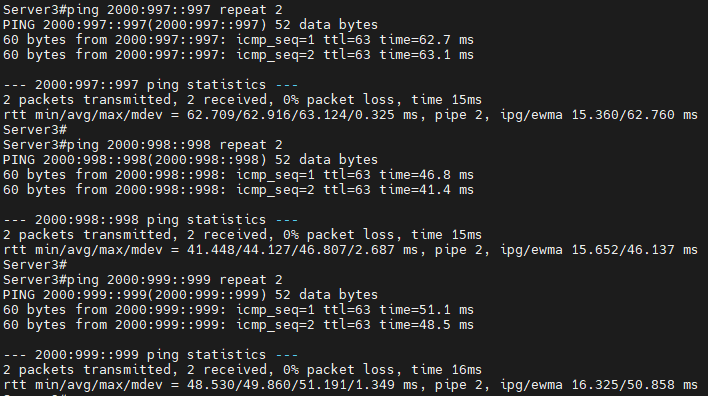 Server3#ping 2000:997::997 repeat 2
PING 2000:997::997(2000:997::997) 52 data bytes
60 bytes from 2000:997::997: icmp_seq=1 ttl=63 time=62.7 ms
60 bytes from 2000:997::997: icmp_seq=2 ttl=63 time=63.1 ms

--- 2000:997::997 ping statistics ---
2 packets transmitted, 2 received, 0% packet loss, time 15ms
rtt min/avg/max/mdev = 62.709/62.916/63.124/0.325 ms, pipe 2, ipg/ewma 15.360/62.760 ms
Server3#
Server3#ping 2000:998::998 repeat 2
PING 2000:998::998(2000:998::998) 52 data bytes
60 bytes from 2000:998::998: icmp_seq=1 ttl=63 time=46.8 ms
60 bytes from 2000:998::998: icmp_seq=2 ttl=63 time=41.4 ms

--- 2000:998::998 ping statistics ---
2 packets transmitted, 2 received, 0% packet loss, time 15ms
rtt min/avg/max/mdev = 41.448/44.127/46.807/2.687 ms, pipe 2, ipg/ewma 15.652/46.137 ms
Server3#
Server3#ping 2000:999::999 repeat 2
PING 2000:999::999(2000:999::999) 52 data bytes
60 bytes from 2000:999::999: icmp_seq=1 ttl=63 time=51.1 ms
60 bytes from 2000:999::999: icmp_seq=2 ttl=63 time=48.5 ms

--- 2000:999::999 ping statistics ---
2 packets transmitted, 2 received, 0% packet loss, time 16ms
rtt min/avg/max/mdev = 48.530/49.860/51.191/1.349 ms, pipe 2, ipg/ewma 16.325/50.858 ms